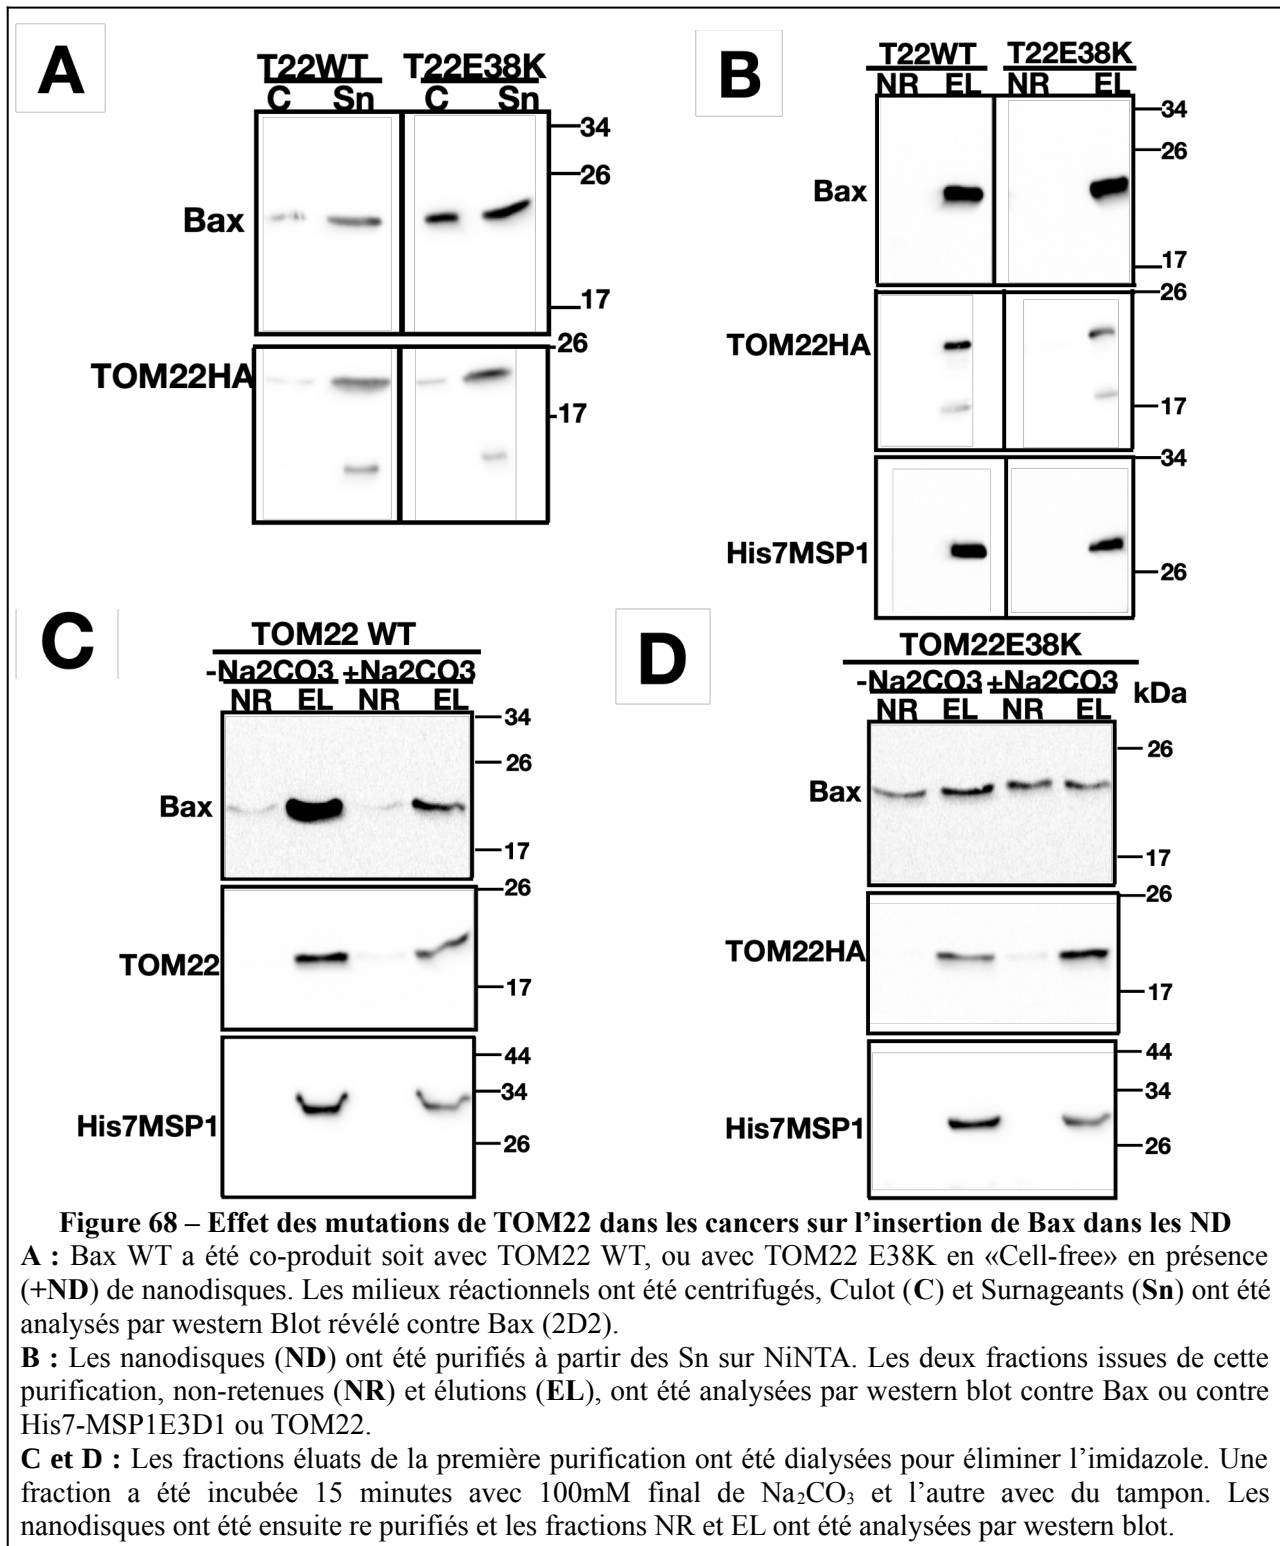 A
T22WT T22E38K
C Sn C Sn
34
26
Bax
17
26
TOM22HA
17
B
T22WT T22E38K
NR EL NR EL
34
26
Bax
17
26
TOM22HA
17
34
His7MSP1
26
C
TOM22 WT
-Na2CO3 +Na2CO3
NR EL NR EL
34
26
Bax
17
26
TOM22
17
44
34
His7MSP1
26
D
TOM22E38K
-Na2CO3 +Na2CO3 kDa
NR EL NR EL
26
Bax
17
26
TOM22HA
17
44
34
His7MSP1
26
Figure 68 – Effet des mutations de TOM22 dans les cancers sur l’insertion de Bax dans les ND
A : Bax WT a été co-produit soit avec TOM22 WT, ou avec TOM22 E38K en «Cell-free» en présence
(+ND) de nanodisques. Les milieux réactionnels ont été centrifugés, Culot (C) et Surnageants (Sn) ont été
analysés par western Blot révélé contre Bax (2D2).
B : Les nanodisques (ND) ont été purifiés à partir des Sn sur NiNTA. Les deux fractions issues de cette
purification, non-retenues (NR) et élutions (EL), ont été analysées par western blot contre Bax ou contre
His7-MSP1E3D1 ou TOM22.
C et D : Les fractions éluats de la première purification ont été dialysées pour éliminer l’imidazole. Une
fraction a été incubée 15 minutes avec 100mM final de Na₂CO₃ et l’autre avec du tampon. Les
nanodisques ont été ensuite re purifiés et les fractions NR et EL ont été analysées par western blot.